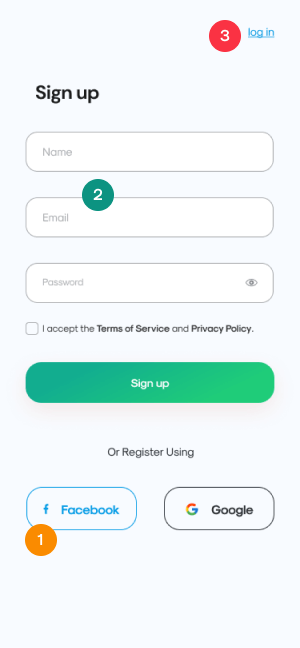 3
log in
Sign up
Name
2
Email
Password
I accept the Terms of Service and Privacy Policy.
Sign up
Or Register Using
Facebook
Google
1